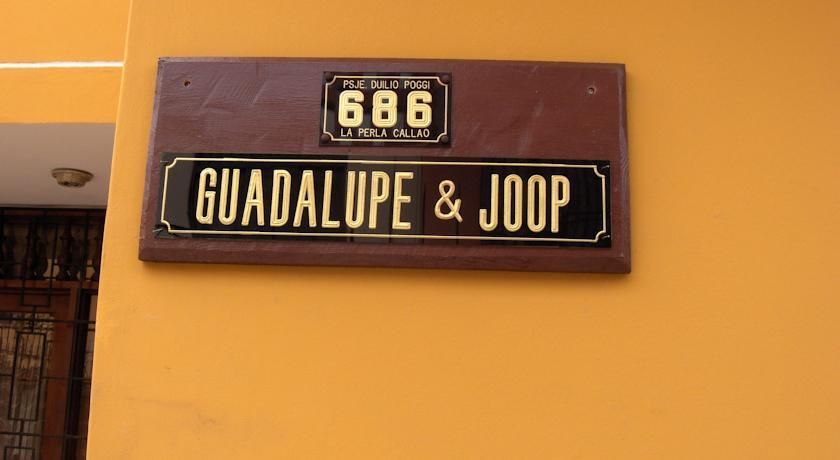 PSJE. DUILIO POGGI
686
LA PERLA CALLAO
GUADALUPE & JOOP